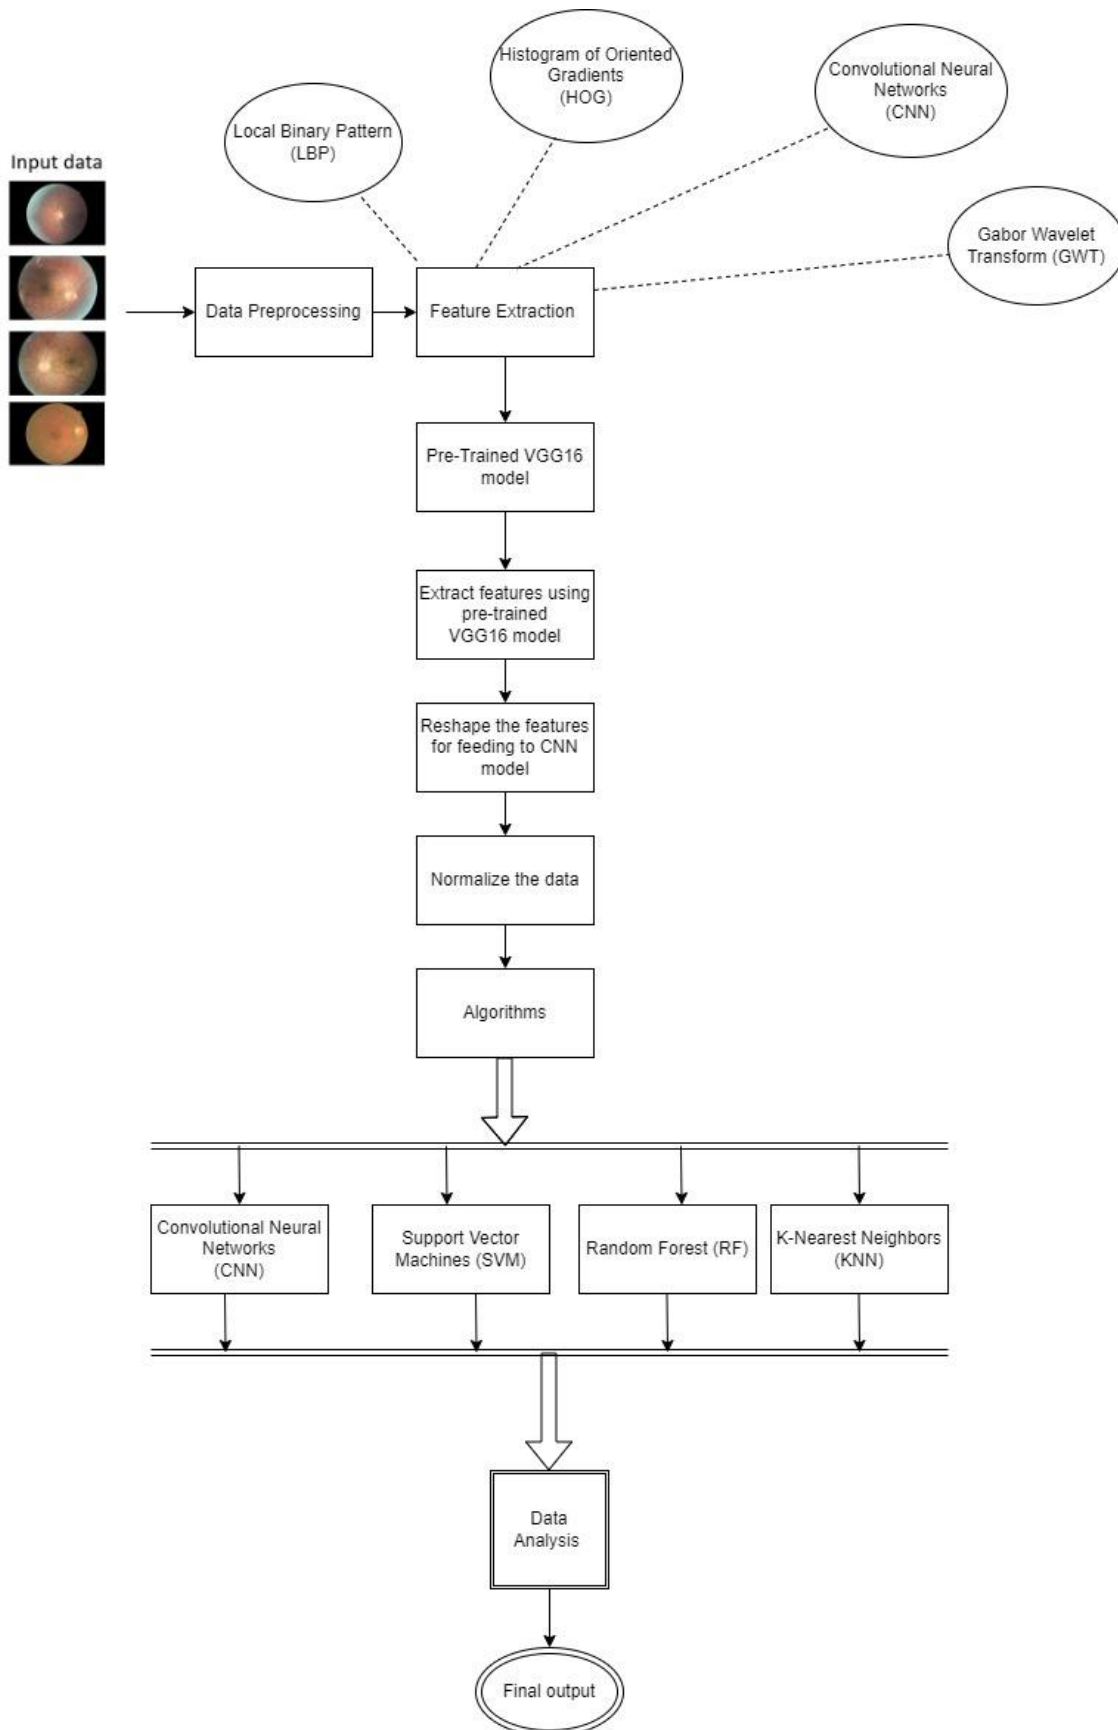 Histogram of Oriented
Gradients
(HOG)
Convolutional Neural
Networks
(CNN)
Local Binary Pattern
(LBP)
Input data
Gabor Wavelet
Transform (GWT)
Data Preprocessing
Feature Extraction
Pre-Trained VGG16
model
Extract features using
pre-trained
VGG16 model
Reshape the features
for feeding to CNN
model
Normalize the data
Algorithms
Convolutional Neural
Networks
(CNN)
Support Vector
Machines (SVM)
Random Forest (RF)
K-Nearest Neighbors
(KNN)
Data
Analysis
Final output